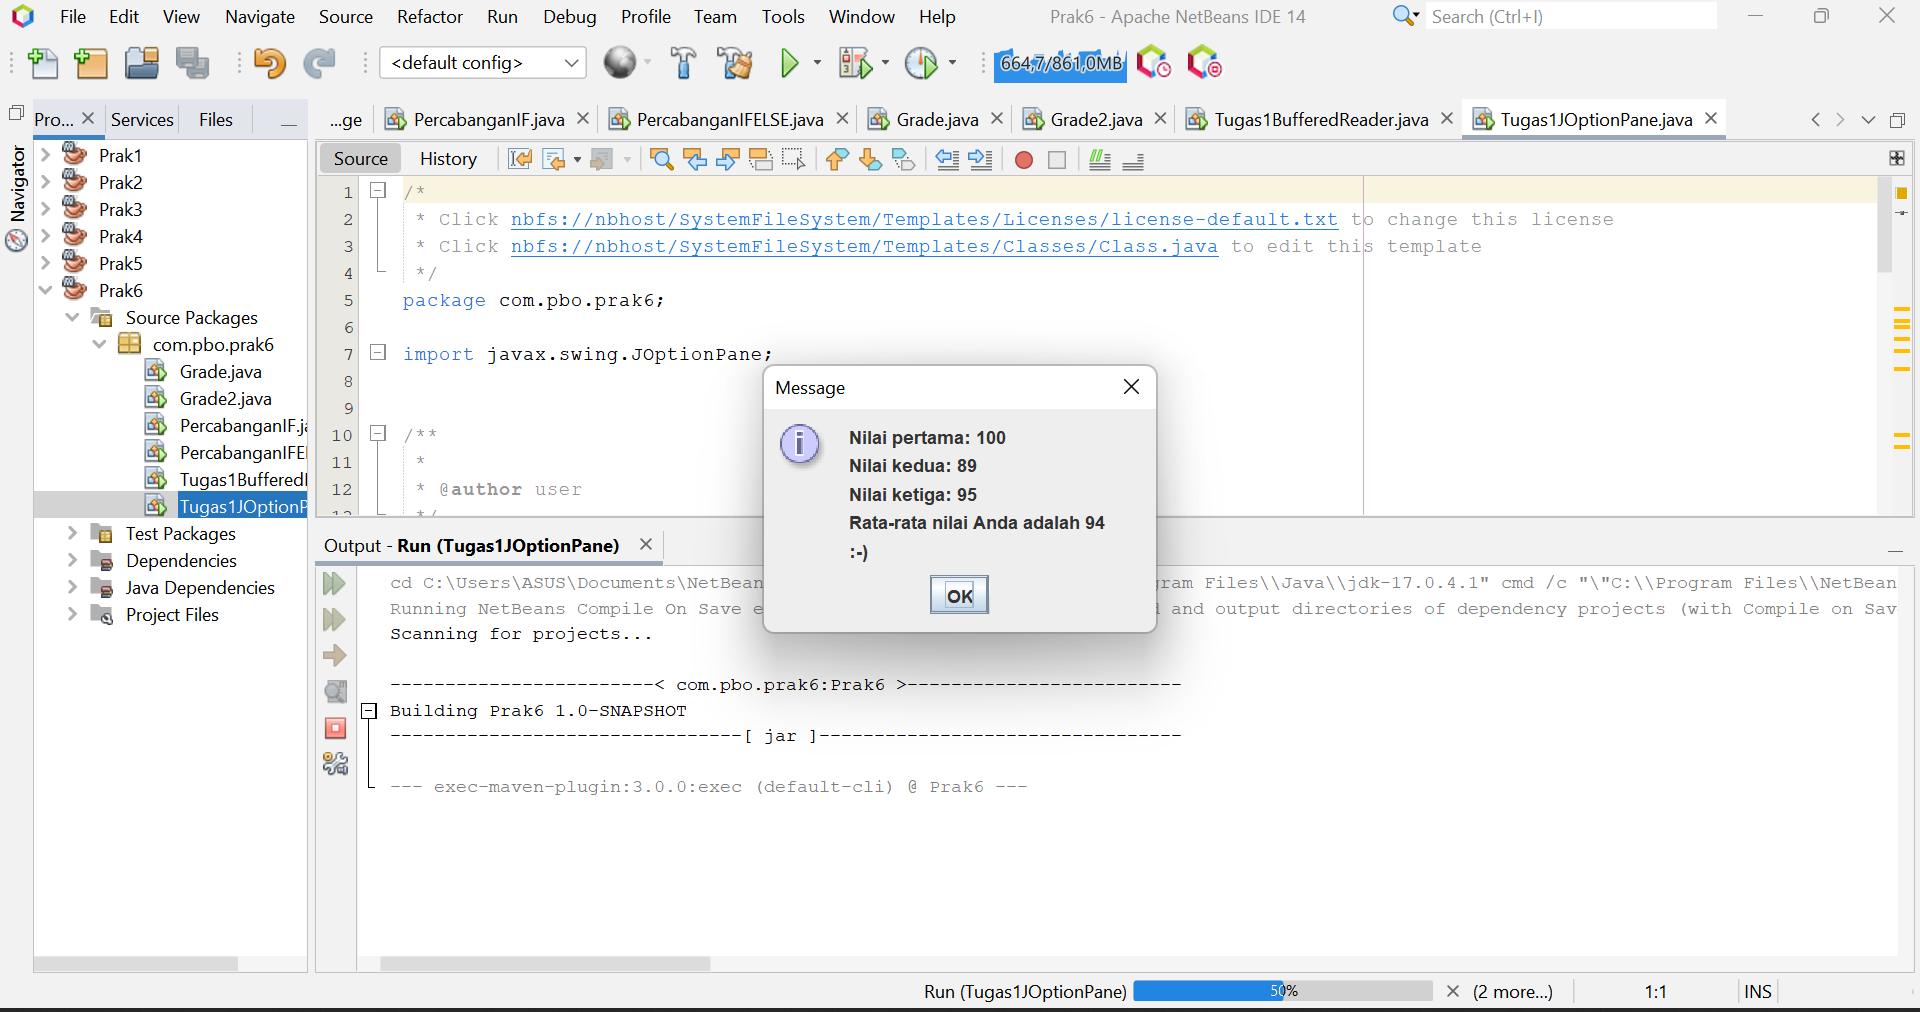 File Edit View Navigate Source Refactor Run Debug Profile Team Tools Window Help Prak6 - Apache NetBeans IDE 14 Search (Ctrl+I)
<default config> 664,7/861,0MB
Pro... Services Files
...ge PercabanganIF.java PercabanganIFELSE.java Grade.java Grade2.java Tugas1BufferedReader.java Tugas1JOptionPane.java
Navigator
Prak1
Prak2
Prak3
Prak4
Prak5
Prak6
Source Packages
com.pbo.prak6
Grade.java
Grade2.java
PercabanganIF.ja
PercabanganIFE
Tugas1Buffered
Tugas1JOptionP
Test Packages
Dependencies
Java Dependencies
Project Files
Source History
1 /*
2 * Click nbfs://nbhost/SystemFileSystem/Templates/Licenses/license-default.txt to change this license
3 * Click nbfs://nbhost/SystemFileSystem/Templates/Classes/Class.java to edit this template
4 */
5 package com.pbo.prak6;
6
7 import javax.swing.JOptionPane;
8
9
10 /**
11 *
12 * @author user
Message
Nilai pertama: 100
Nilai kedua: 89
Nilai ketiga: 95
Rata-rata nilai Anda adalah 94
:-)
OK
Output - Run (Tugas1JOptionPane)
cd C:\Users\ASUS\Documents\NetBean ram Files\\Java\\jdk-17.0.4.1" cmd /c "\"C:\\Program Files\\NetBean
Running NetBeans Compile On Save e and output directories of dependency projects (with Compile on Sav
Scanning for projects...
------------------------< com.pbo.prak6:Prak6 >-------------------------
Building Prak6 1.0-SNAPSHOT
--------------------------------[ jar ]---------------------------------
--- exec-maven-plugin:3.0.0:exec (default-cli) @ Prak6 ---
Run (Tugas1JOptionPane) 50% (2 more...) 1:1 INS